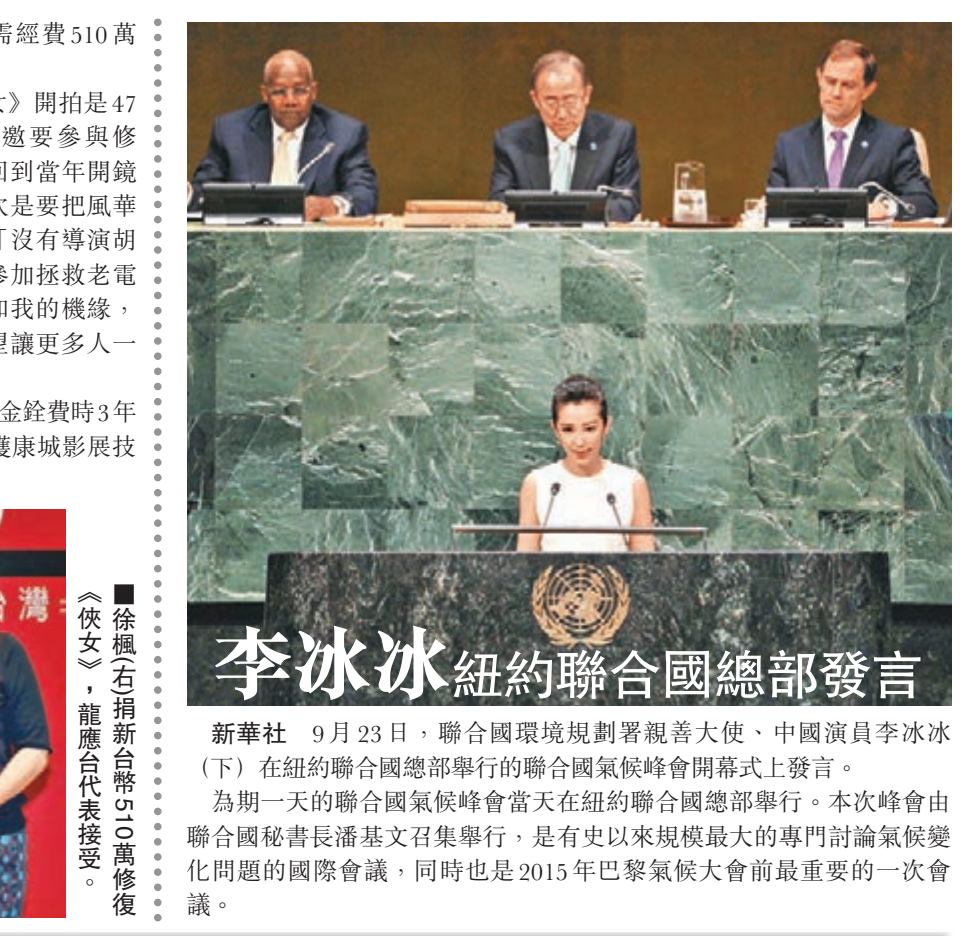 需經費510萬
女》開拍是47
邀要參與修
回到當年開鏡
次是要把風華
「沒有導演胡
參加拯救老電
和我的機緣，
望讓更多人一
金銓費時3年
獲康城影展技
台灣
■徐楓(右)捐新台幣510萬修復
《俠女》，龍應台代表接受。
李冰冰紐約聯合國總部發言
新華社 9月23日，聯合國環境規劃署親善大使、中國演員李冰冰
（下）在紐約聯合國總部舉行的聯合國氣候峰會開幕式上發言。
為期一天的聯合國氣候峰會當天在紐約聯合國總部舉行。本次峰會由
聯合國秘書長潘基文召集舉行，是有史以來規模最大的專門討論氣候變
化問題的國際會議，同時也是2015年巴黎氣候大會前最重要的一次會
議。